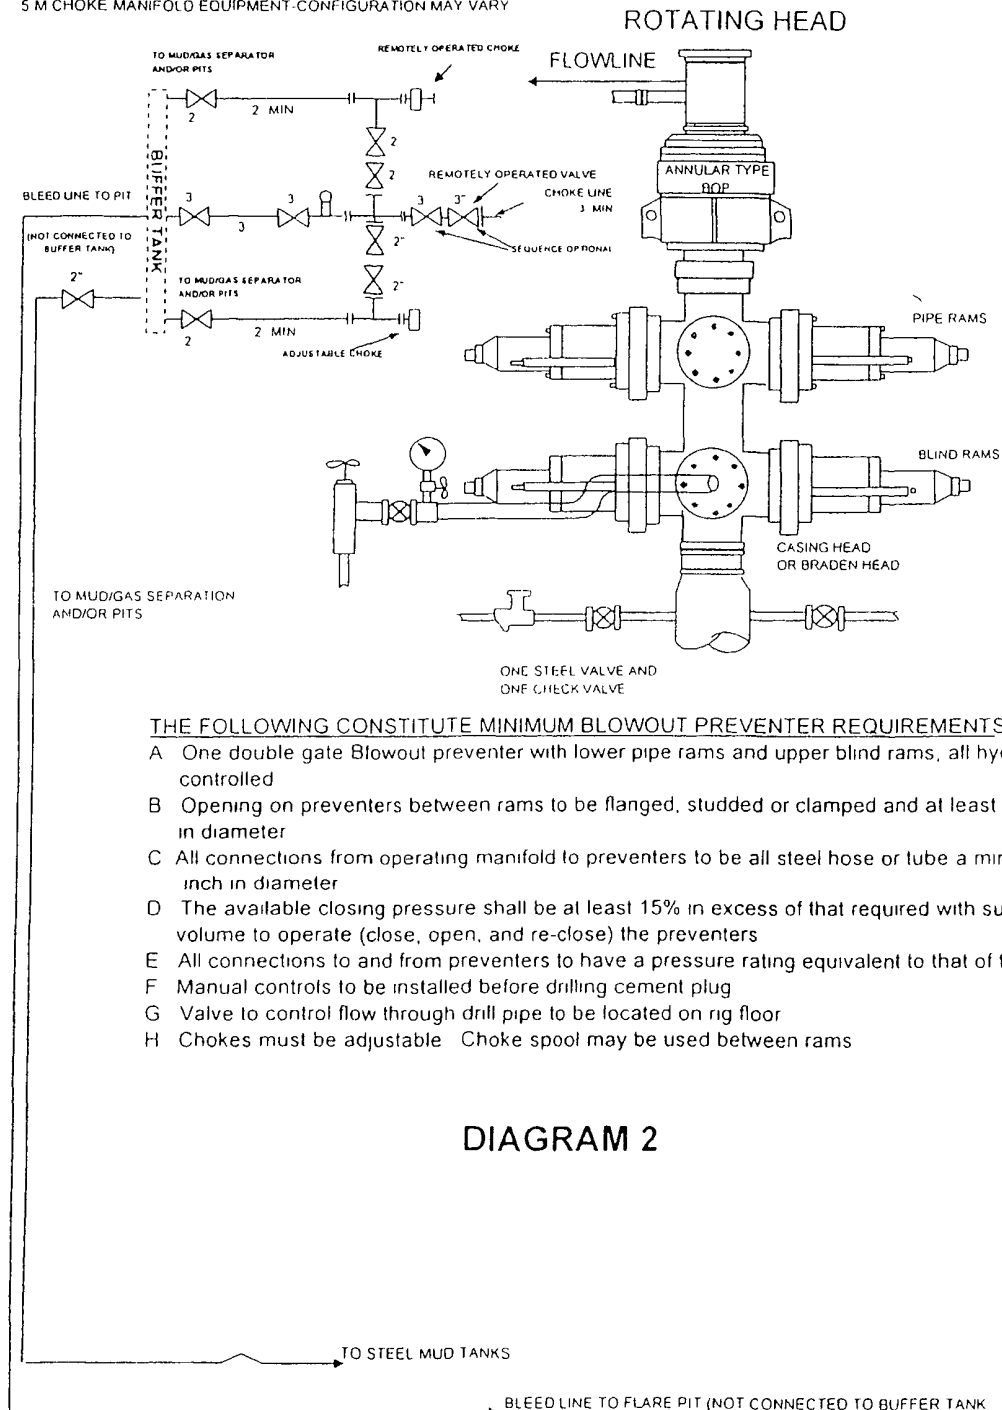 5 M CHOKE MANIFOLD EQUIPMENT-CONFIGURATION MAY VARY
ROTATING HEAD
TO MUD/GAS SEPARATOR
AND/OR PITS
REMOTELY OPERATED CHOKE
FLOWLINE
2
2 MIN
2
2
BUFFER TANK
ANNULAR TYPE
BOP
REMOTELY OPERATED VALVE
CHOKE LINE
3 MIN
BLEED LINE TO PIT
3
3
3
3
3"
(NOT CONNECTED TO
BUFFER TANK)
2"
SEQUENCE OPTIONAL
2"
TO MUD/GAS SEPARATOR
AND/OR PITS
2"
2
2 MIN
ADJUSTABLE CHOKE
PIPE RAMS
BLIND RAMS
CASING HEAD
OR BRADEN HEAD
TO MUD/GAS SEPARATION
AND/OR PITS
ONE STEEL VALVE AND
ONE CHECK VALVE
THE FOLLOWING CONSTITUTE MINIMUM BLOWOUT PREVENTER REQUIREMENTS
A One double gate Blowout preventer with lower pipe rams and upper blind rams, all
controlled
B Opening on preventers between rams to be flanged, studded or clamped and at least
in diameter
C All connections from operating manifold to preventers to be all steel hose or tube a
inch in diameter
D The available closing pressure shall be at least 15% in excess of that required with
volume to operate (close, open, and re-close) the preventers
E All connections to and from preventers to have a pressure rating equivalent to that of
F Manual controls to be installed before drilling cement plug
G Valve to control flow through drill pipe to be located on rig floor
H Chokes must be adjustable Choke spool may be used between rams
DIAGRAM 2
TO STEEL MUD TANKS
BLEED LINE TO FLARE PIT (NOT CONNECTED TO BUFFER TANK